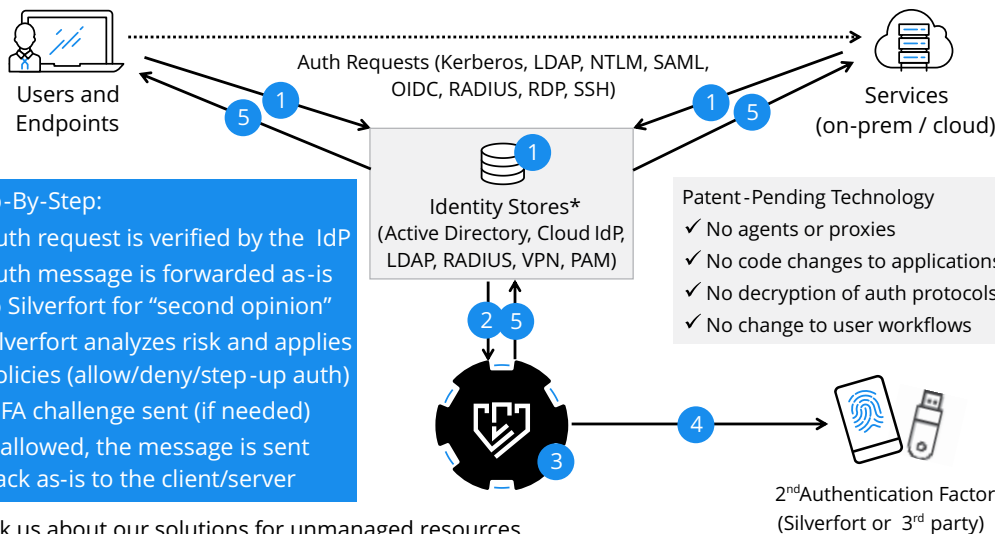 Users and
Endpoints
Auth Requests (Kerberos, LDAP, NTLM, SAML,
OIDC, RADIUS, RDP, SSH)
Services
(on-prem / cloud)
1
5
1
5
1
Identity Stores*
(Active Directory, Cloud IdP,
LDAP, RADIUS, VPN, PAM)
-By-Step:
uth request is verified by the IdP
uth message is forwarded as-is
Silverfort for “second opinion”
lverfort analyzes risk and applies
olicies (allow/deny/step-up auth)
FA challenge sent (if needed)
allowed, the message is sent
ack as-is to the client/server
Patent-Pending Technology
✓ No agents or proxies
✓ No code changes to applications
✓ No decryption of auth protocols
✓ No change to user workflows
2
5
3
4
2nd Authentication Factor
(Silverfort or 3rd party)
k us about our solutions for unmanaged resources